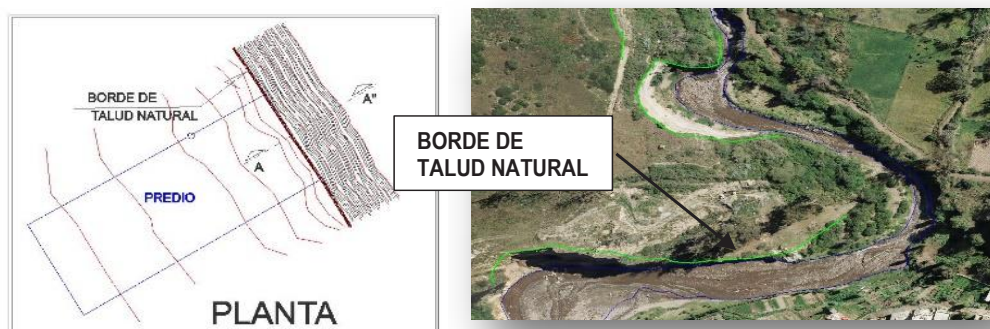 BORDE DE
TALUD NATURAL
A"
A
PREDIO
PLANTA
BORDE DE
TALUD NATURAL